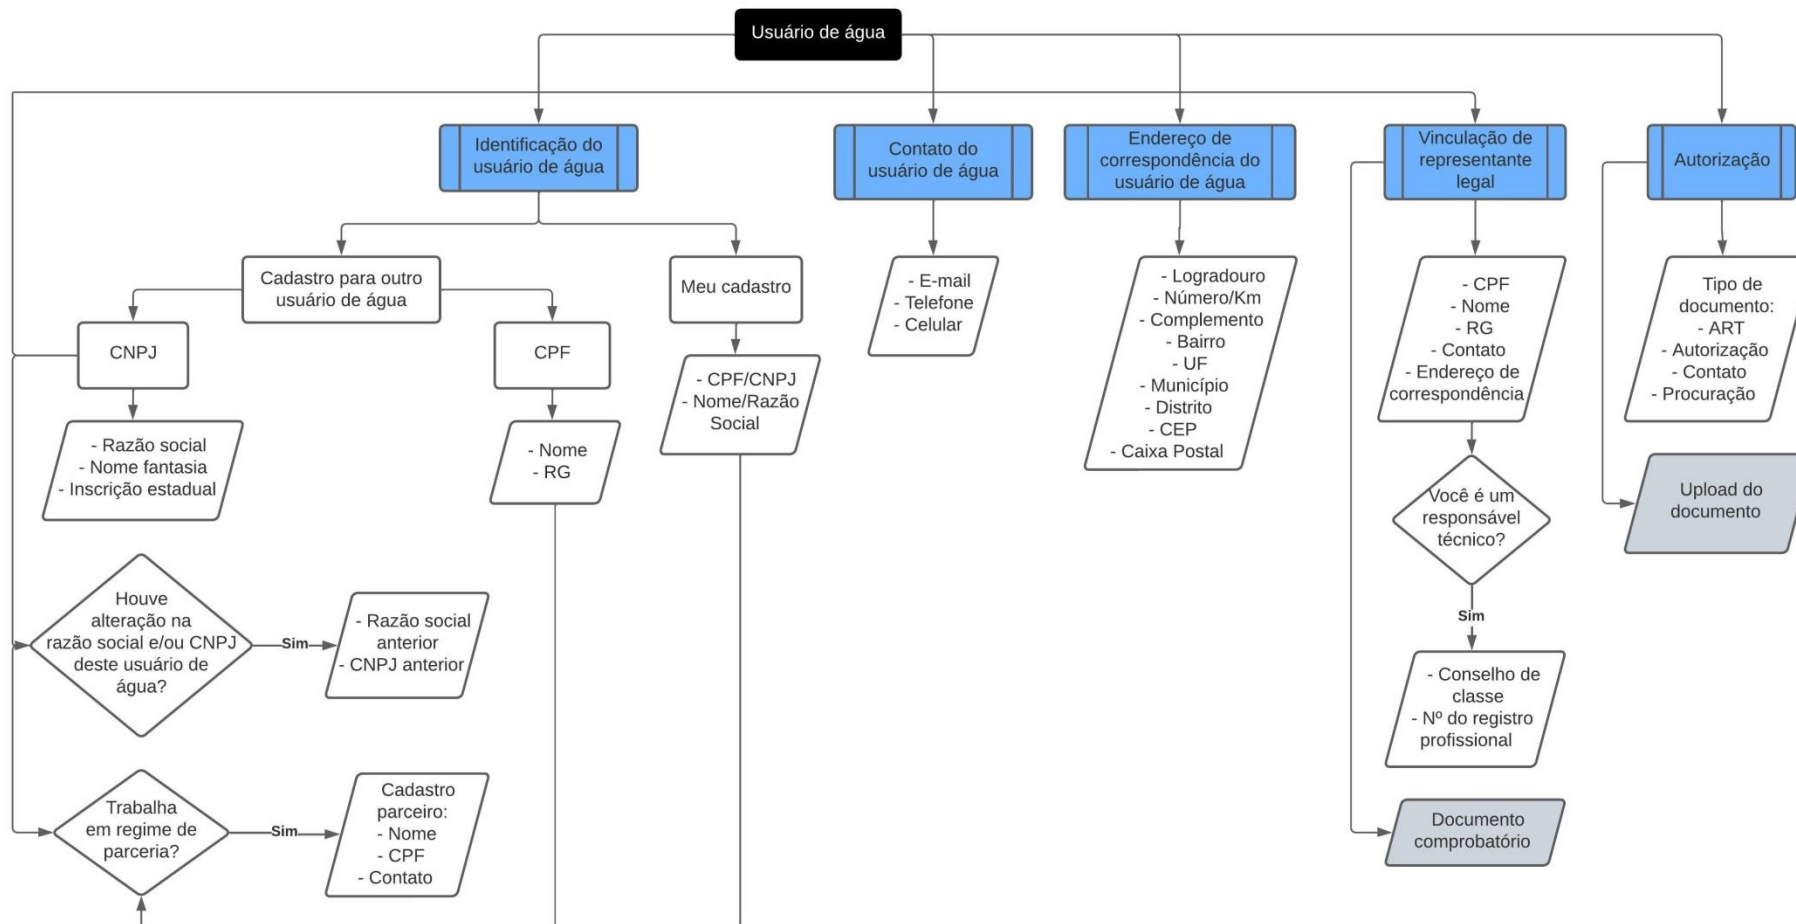 Usuário de água
Identificação do
usuário de água
Contato do
usuário de água
Endereço de
correspondência do
usuário de água
Vinculação de
representante
legal
Autorização
Cadastro para outro
usuário de água
Meu cadastro
- E-mail
- Telefone
- Celular
- Logradouro
- Número/Km
- Complemento
- Bairro
- UF
- Município
- Distrito
- CEP
- Caixa Postal
- CPF
- Nome
- RG
- Contato
- Endereço de
correspondência
Tipo de
documento:
- ART
- Autorização
- Contato
- Procuração
CNPJ
CPF
- CPF/CNPJ
- Nome/Razão
Social
- Razão social
- Nome fantasia
- Inscrição estadual
- Nome
- RG
Você é um
responsável
técnico?
Upload do
documento
Houve
alteração na
razão social e/ou CNPJ
deste usuário de
água?
Sim
- Razão social
anterior
- CNPJ anterior
Sim
- Conselho de
classe
- Nº do registro
profissional
Trabalha
em regime de
parceria?
Sim
Cadastro
parceiro:
- Nome
- CPF
- Contato
Documento
comprobatório